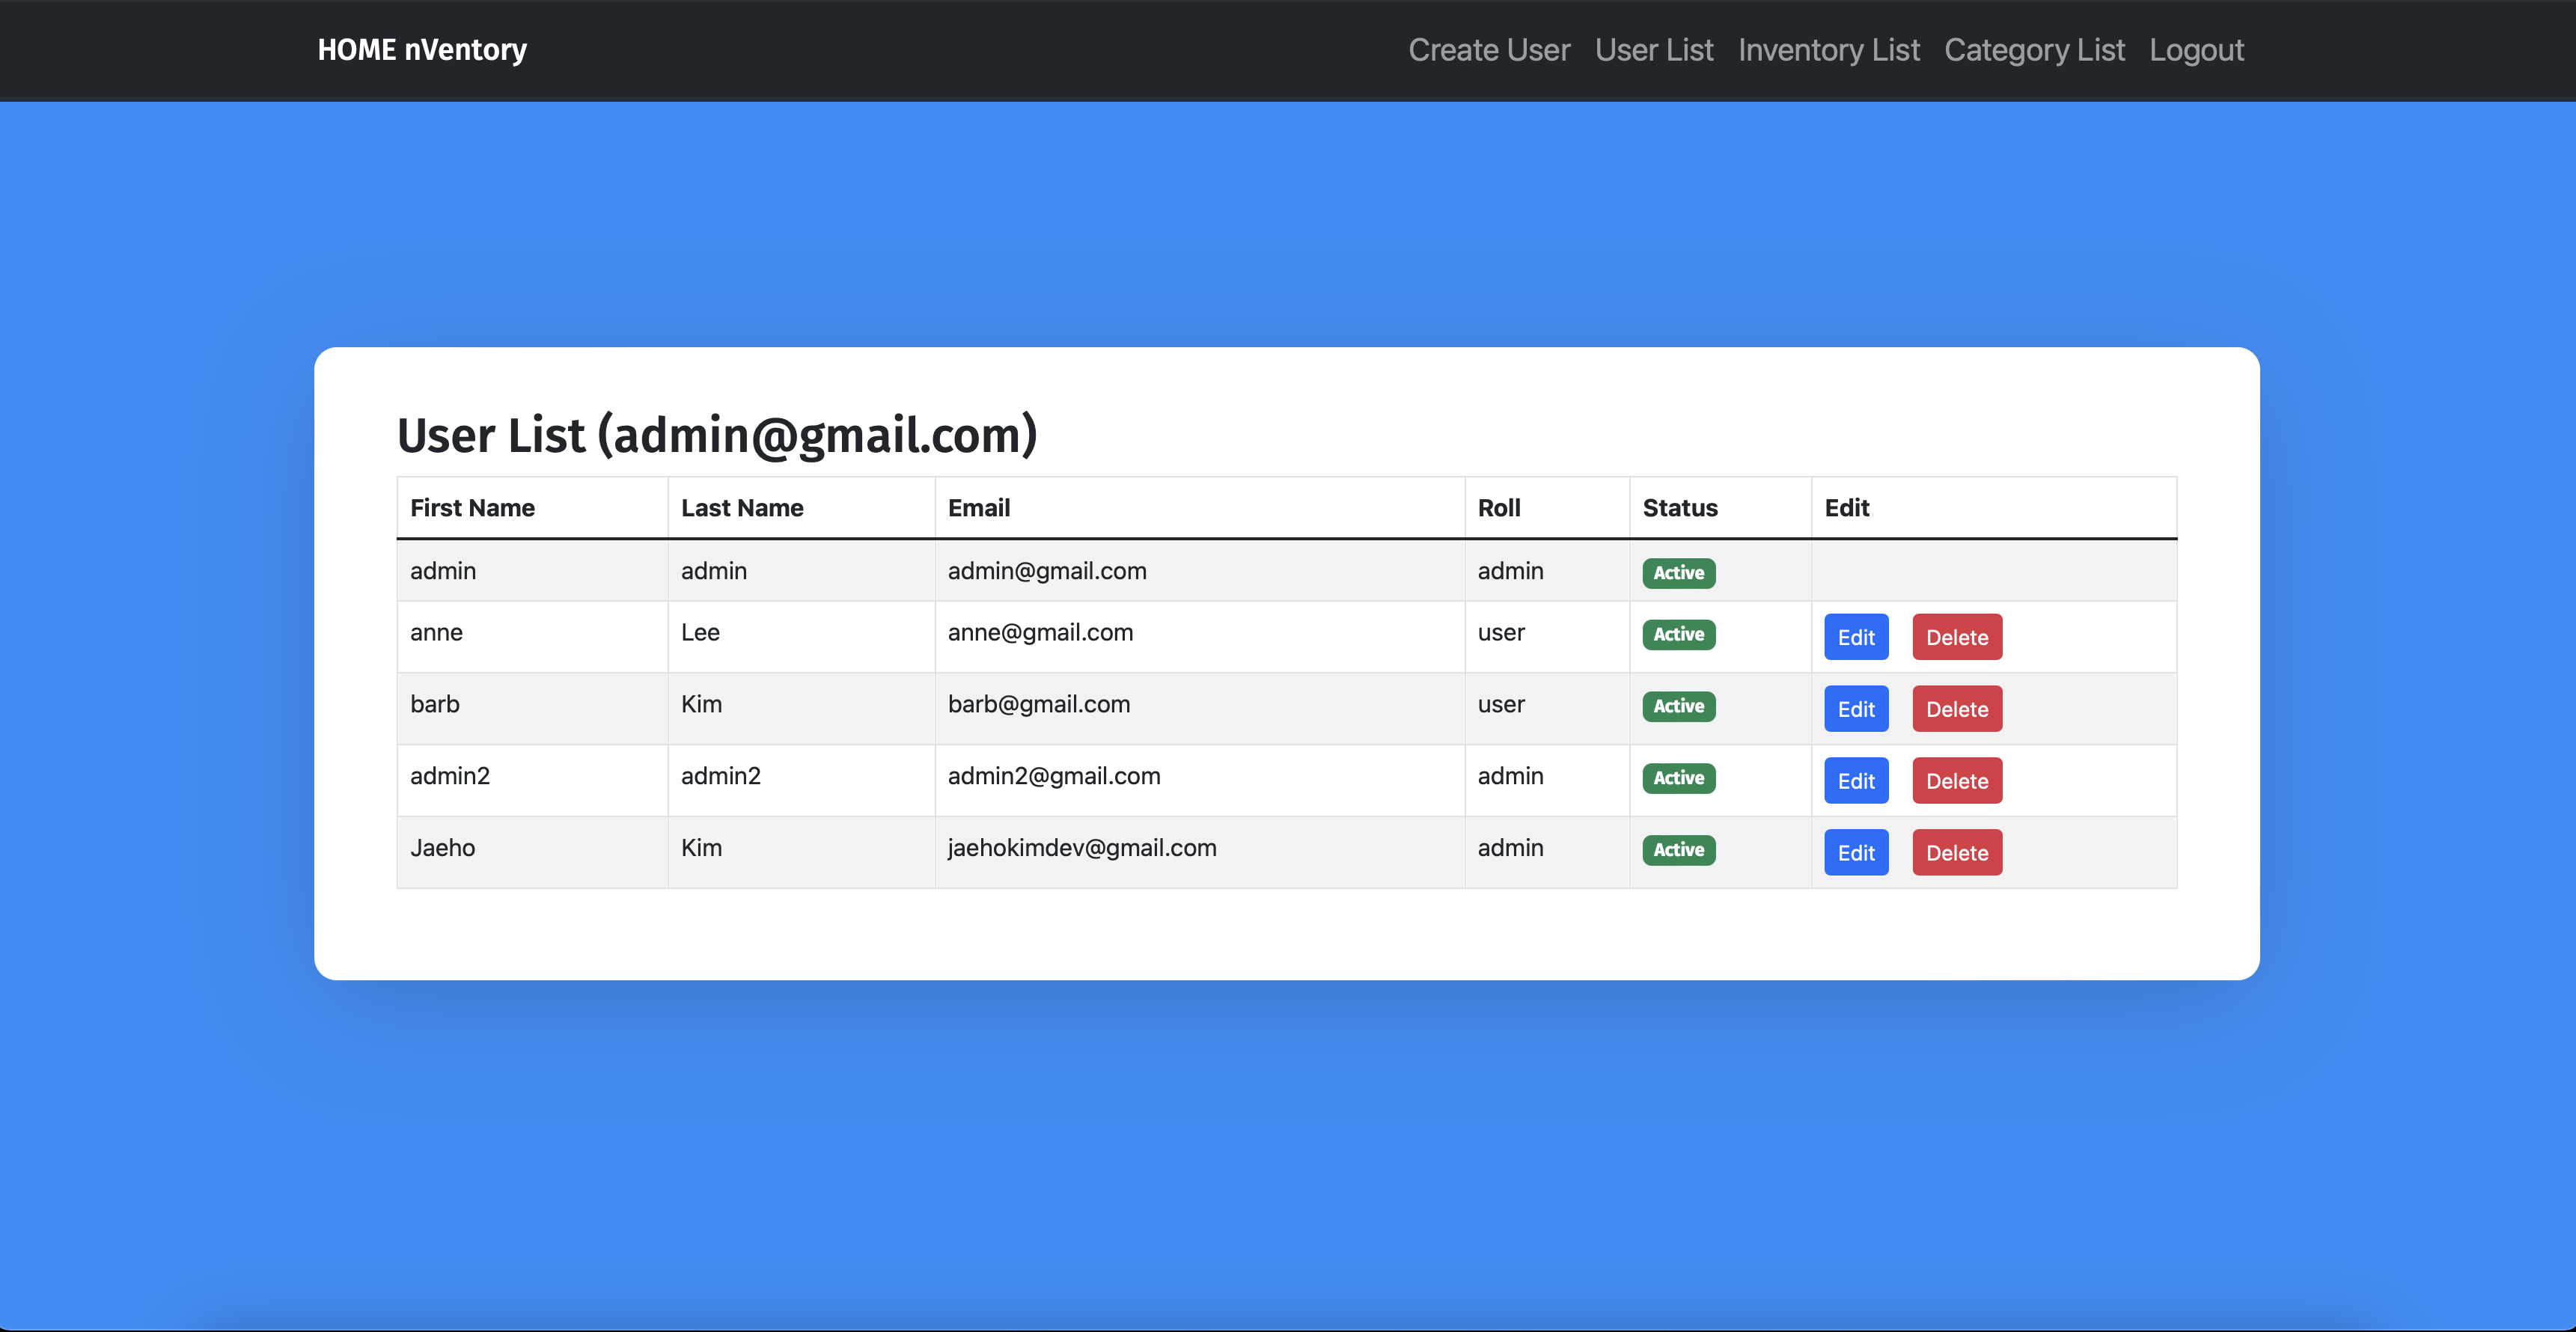 HOME nVentory Create User User List Inventory List Category List Logout
User List (admin@gmail.com)
First Name Last Name Email Roll Status Edit
admin admin admin@gmail.com admin Active
anne Lee anne@gmail.com user Active Edit Delete
barb Kim barb@gmail.com user Active Edit Delete
admin2 admin2 admin2@gmail.com admin Active Edit Delete
Jaeho Kim jaehokimdev@gmail.com admin Active Edit Delete